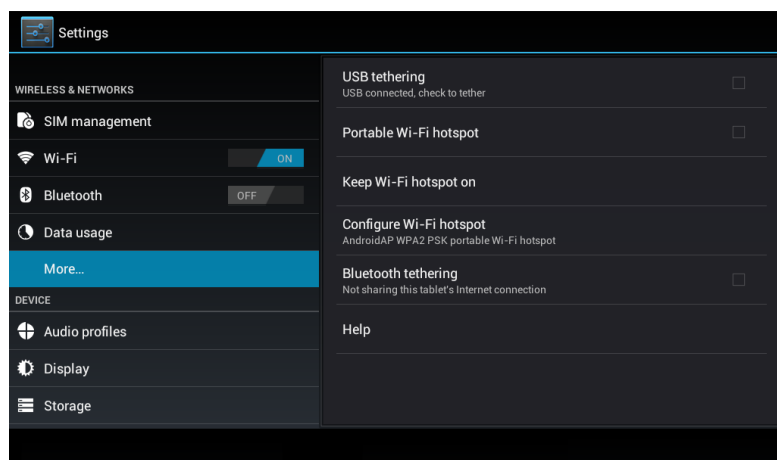 Settings
WIRELESS & NETWORKS
SIM management
Wi-Fi
ON
Bluetooth
OFF
Data usage
More...
DEVICE
Audio profiles
Display
Storage
USB tethering
USB connected, check to tether
Portable Wi-Fi hotspot
Keep Wi-Fi hotspot on
Configure Wi-Fi hotspot
AndroidAP WPA2 PSK portable Wi-Fi hotspot
Bluetooth tethering
Not sharing this tablet's Internet connection
Help